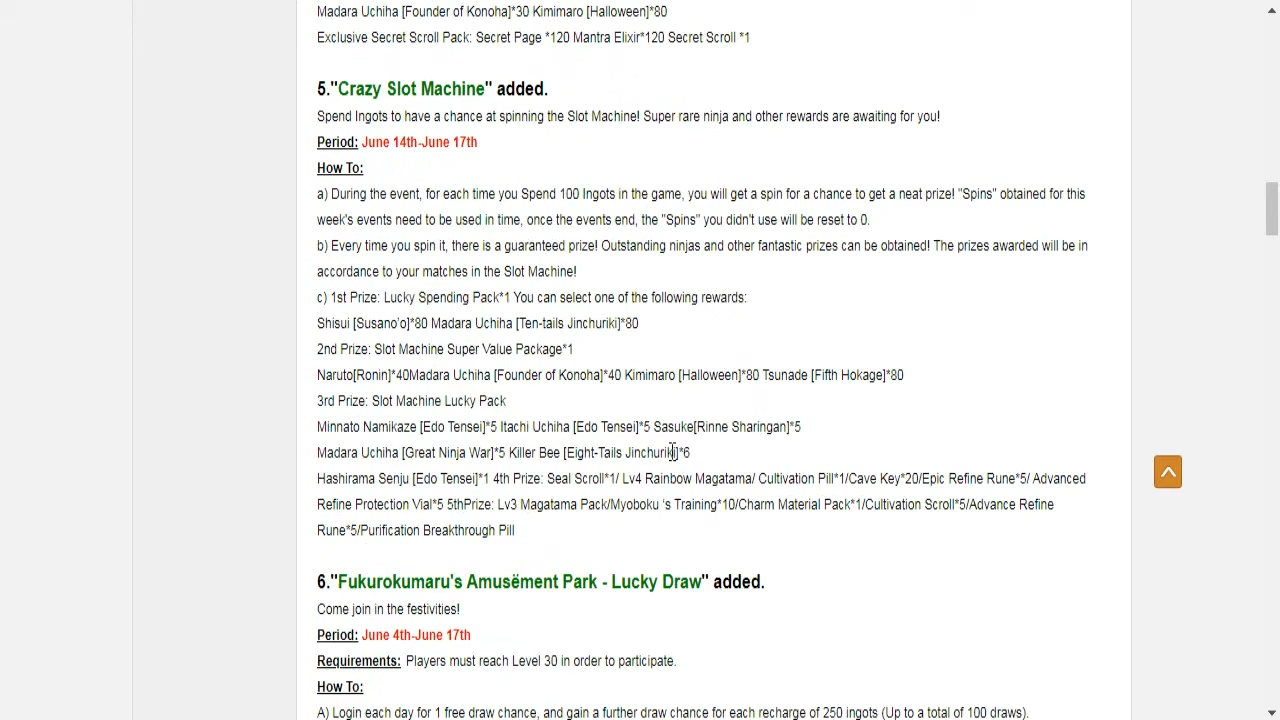 Madara Uchiha [Founder of Konoha]*30 Kimimaro [Halloween]*80
Exclusive Secret Scroll Pack: Secret Page *120 Mantra Elixir*120 Secret Scroll *1
5."Crazy Slot Machine" added.
Spend Ingots to have a chance at spinning the Slot Machine! Super rare ninja and other rewards are awaiting for you!
Period: June 14th-June 17th
How To:
a) During the event, for each time you Spend 100 Ingots in the game, you will get a spin for a chance to get a neat prize! "Spins" obtained for this
week's events need to be used in time, once the events end, the "Spins" you didn't use will be reset to 0.
b) Every time you spin it, there is a guaranteed prize! Outstanding ninjas and other fantastic prizes can be obtained! The prizes awarded will be in
accordance to your matches in the Slot Machine!
c) 1st Prize: Lucky Spending Pack*1 You can select one of the following rewards:
Shisui [Susano'o]*80 Madara Uchiha [Ten-tails Jinchuriki]*80
2nd Prize: Slot Machine Super Value Package*1
Naruto[Ronin]*40Madara Uchiha [Founder of Konoha]*40 Kimimaro [Halloween]*80 Tsunade [Fifth Hokage]*80
3rd Prize: Slot Machine Lucky Pack
Minnato Namikaze [Edo Tensei]*5 Itachi Uchiha [Edo Tensei]*5 Sasuke[Rinne Sharingan]*5
Madara Uchiha [Great Ninja War]*5 Killer Bee [Eight-Tails Jinchuriki]*6
Hashirama Senju [Edo Tensei]*1 4th Prize: Seal Scroll*1/ Lv4 Rainbow Magatama/ Cultivation Pill*1/Cave Key*20/Epic Refine Rune*5/ Advanced
Refine Protection Vial*5 5thPrize: Lv3 Magatama Pack/Myoboku 's Training*10/Charm Material Pack*1/Cultivation Scroll*5/Advance Refine
Rune*5/Purification Breakthrough Pill
6."Fukurokumaru's Amusëment Park - Lucky Draw" added.
Come join in the festivities!
Period: June 4th-June 17th
Requirements: Players must reach Level 30 in order to participate.
How To:
A) Login each day for 1 free draw chance, and gain a further draw chance for each recharge of 250 ingots (Up to a total of 100 draws).